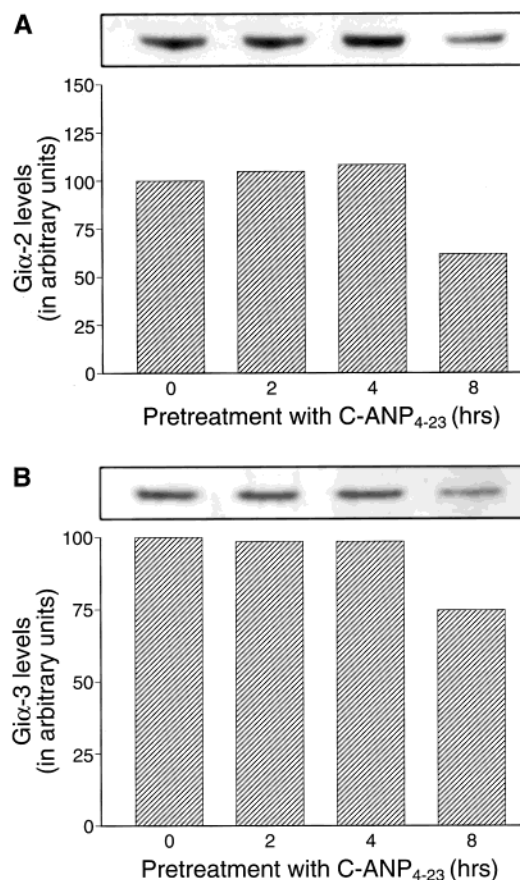 A
150
125
100
75
50
25
0
Giα-2 levels
(in arbitrary units)
0 2 4 8
Pretreatment with C-ANP4-23 (hrs)
B
100
75
50
25
0
Giα-3 levels
(in arbitrary units)
0 2 4 8
Pretreatment with C-ANP4-23 (hrs)